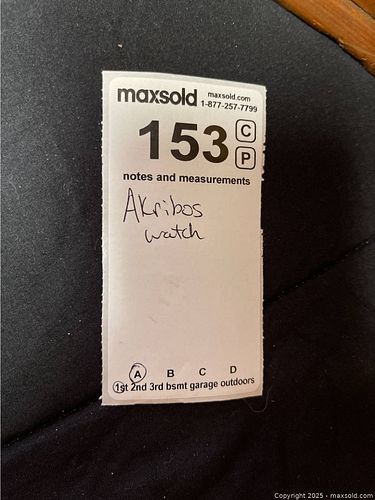 maxsold maxsold.com
1-877-257-7799
153 C
P
notes and measurements
Akribos
watch
A B C D
1st 2nd 3rd bsmt garage outdoors
Copyright 2025 - maxsold.com